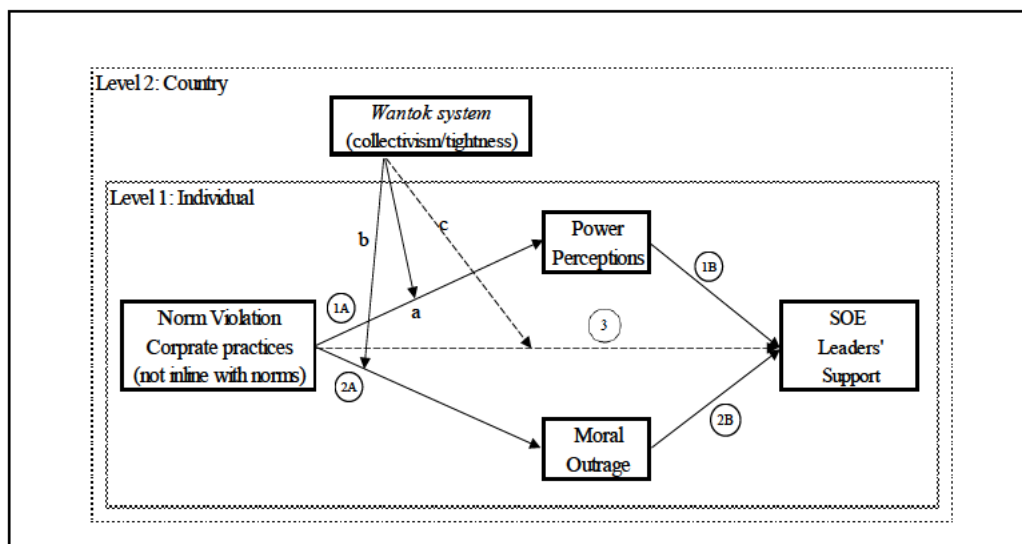 Level 2: Country
Wantok system
(collectivism/tightness)
Level 1: Individual
b
c
a
Power
Perceptions
1B
1A
Norm Violation
Corprate practices
(not inline with norms)
3
SOE
Leaders'
Support
2A
2B
Moral
Outrage